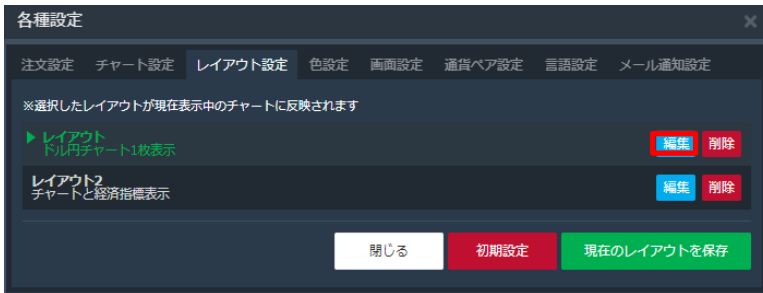 各種設定
注文設定 チャート設定 レイアウト設定 色設定 画面設定 通貨ペア設定 言語設定 メール通知設定
※選択したレイアウトが現在表示中のチャートに反映されます
レイアウト
ドル円チャート1枚表示
編集 削除
レイアウト2
チャートと経済指標表示
編集 削除
閉じる 初期設定 現在のレイアウトを保存